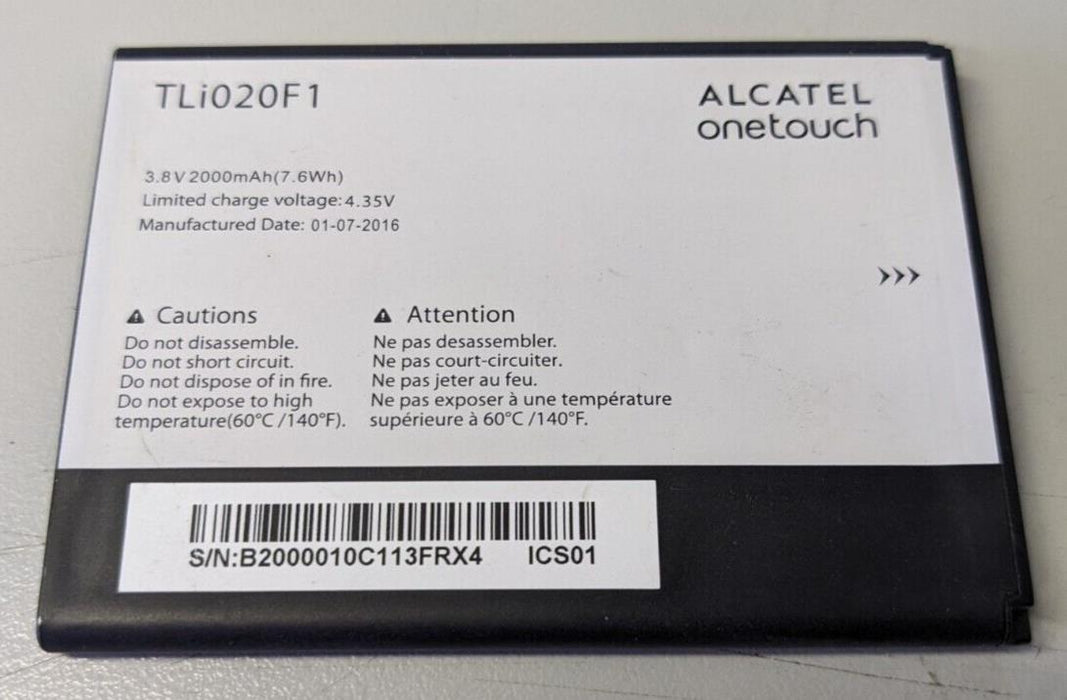 TLi020F1
ALCATEL
onetouch
3.8V 2000mAh(7.6Wh)
Limited charge voltage:4.35V
Manufactured Date: 01-07-2016
Cautions
Do not disassemble.
Do not short circuit.
Do not dispose of in fire.
Do not expose to high
temperature(60°C /140°F).
Attention
Ne pas desassembler.
Ne pas court-circuiter.
Ne pas jeter au feu.
Ne pas exposer à une température
supérieure à 60°C /140°F.
S/N:B2000010C113FRX4 ICS01